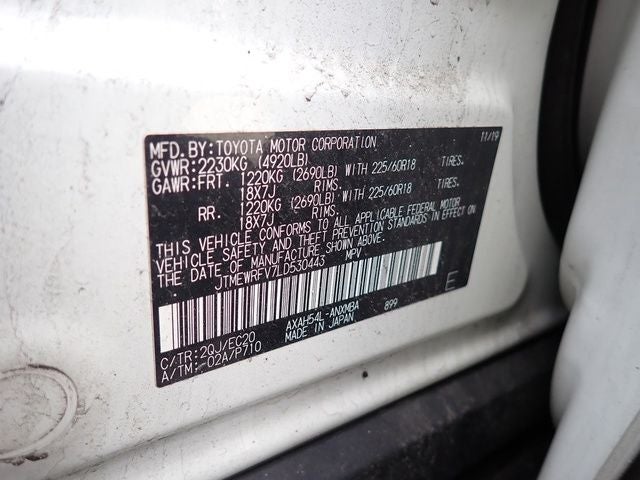 MFD. BY: TOYOTA MOTOR CORPORATION 11/19
GVWR: 2230KG (4920LB)
GAWR: FRT. 1220KG (2690LB) WITH 225/60R18 TIRES.
18X7J RIMS.
RR. 1220KG (2690LB) WITH 225/60R18 TIRES.
18X7J RIMS.
THIS VEHICLE CONFORMS TO ALL APPLICABLE FEDERAL MOTOR
VEHICLE SAFETY AND THEFT PREVENTION STANDARDS IN EFFECT ON
THE DATE OF MANUFACTURE SHOWN ABOVE.
JTMEWRFV7LD530443 MPV
E
AXAH54L-ANXMBA 899
C/TR: 2QJ/EC20 MADE IN JAPAN
A/TM: -02A/P710